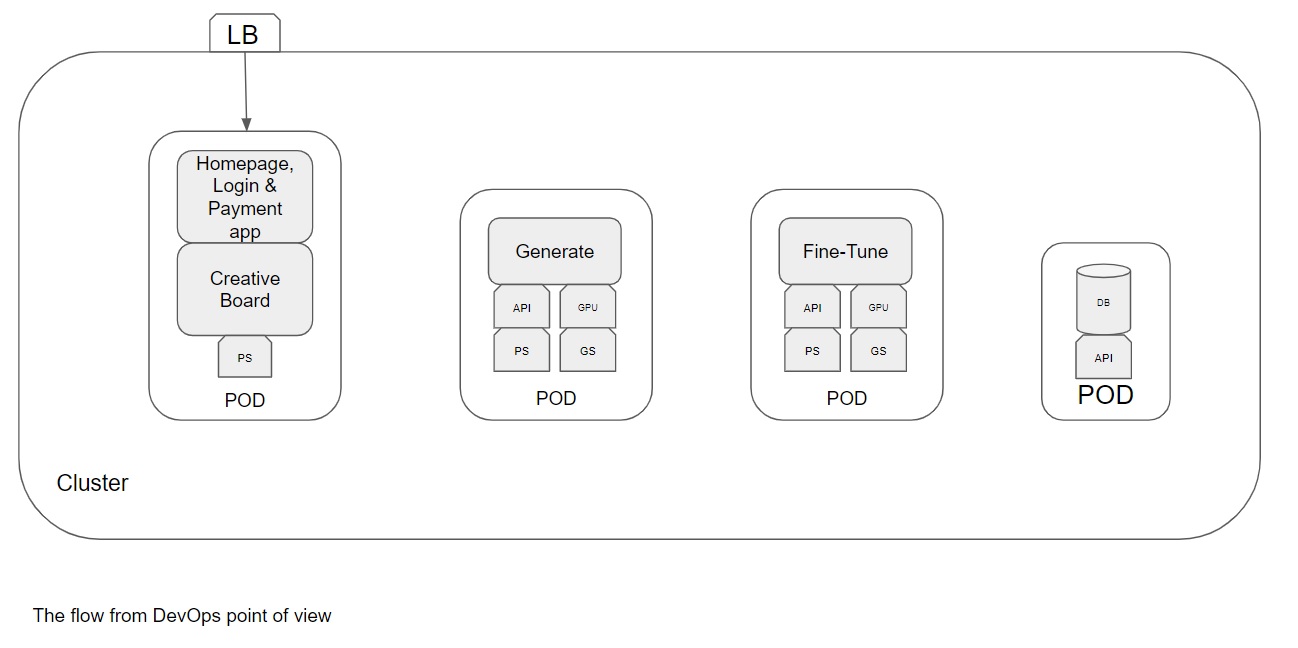 LB
Homepage,
Login &
Payment
app
Creative
Board
PS
POD
Generate
API
GPU
PS
GS
POD
Fine-Tune
API
GPU
PS
GS
POD
DB
API
POD
Cluster
The flow from DevOps point of view